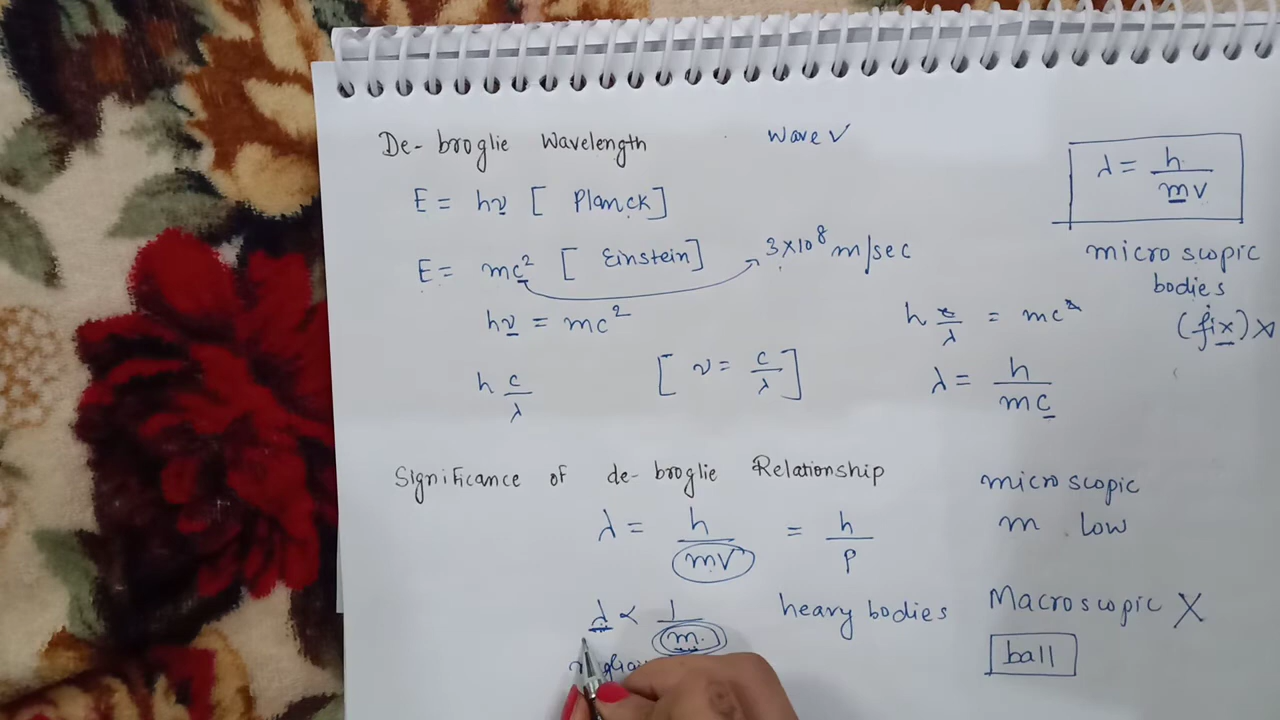 De-broglie Wavelength
Wave ✓
E = hν [ Planck ]
E = mc² [ Einstein ] 3×10⁸ m/sec
hν = mc²
h c/λ [ ν = c/λ ]
h c/λ = mc²
λ = h/mc
λ = h/mv
microscopic
bodies
(fix) X
Significance of de-broglie Relationship
λ = h/mv = h/p
λ ∝ 1/m
heavy bodies
microscopic
m low
Macroscopic X
ball